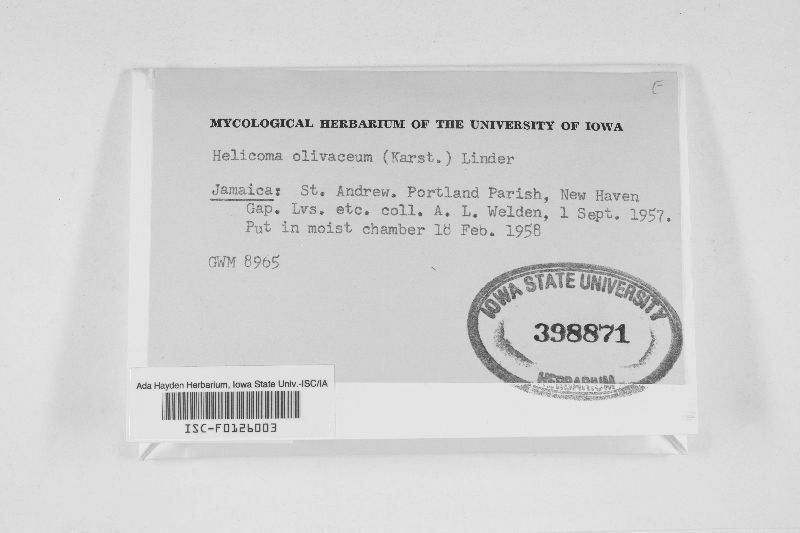 E
MYCOLOGICAL HERBARIUM OF THE UNIVERSITY OF IOWA
Helicoma olivaceum (Karst.) Linder
Jamaica: St. Andrew. Portland Parish, New Haven
Gap. Lvs. etc. coll. A. L. Welden, 1 Sept. 1957.
Put in moist chamber 18 Feb. 1958
GWM 8965
IOWA STATE UNIVERSITY
398871
HERBARIUM
Ada Hayden Herbarium, Iowa State Univ.-ISC/IA
ISC-F0126003